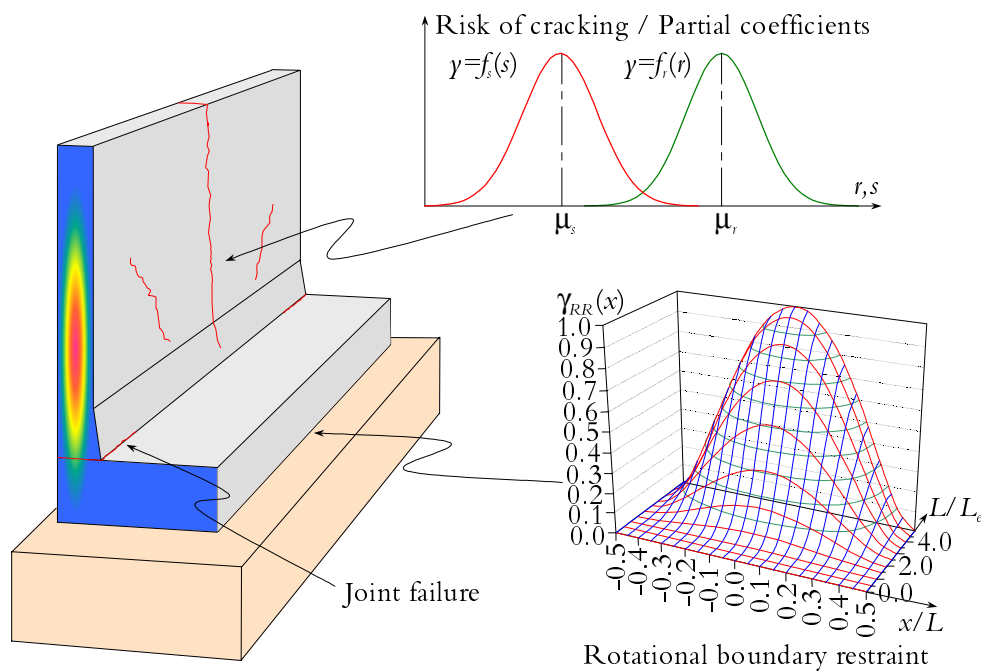 Risk of cracking / Partial coefficients
y=fₛ(s)
y=fᵣ(r)
r,s
μₛ
μᵣ
γRR(x)
1.0
0.9
0.8
0.7
0.6
0.5
0.4
0.3
0.2
0.1
0.0
-0.5
-0.4
-0.3
-0.2
-0.1
0.0
0.1
0.2
0.3
0.4
0.5
L/Le
4.0
2.0
0.0
x/L
Joint failure
Rotational boundary restraint